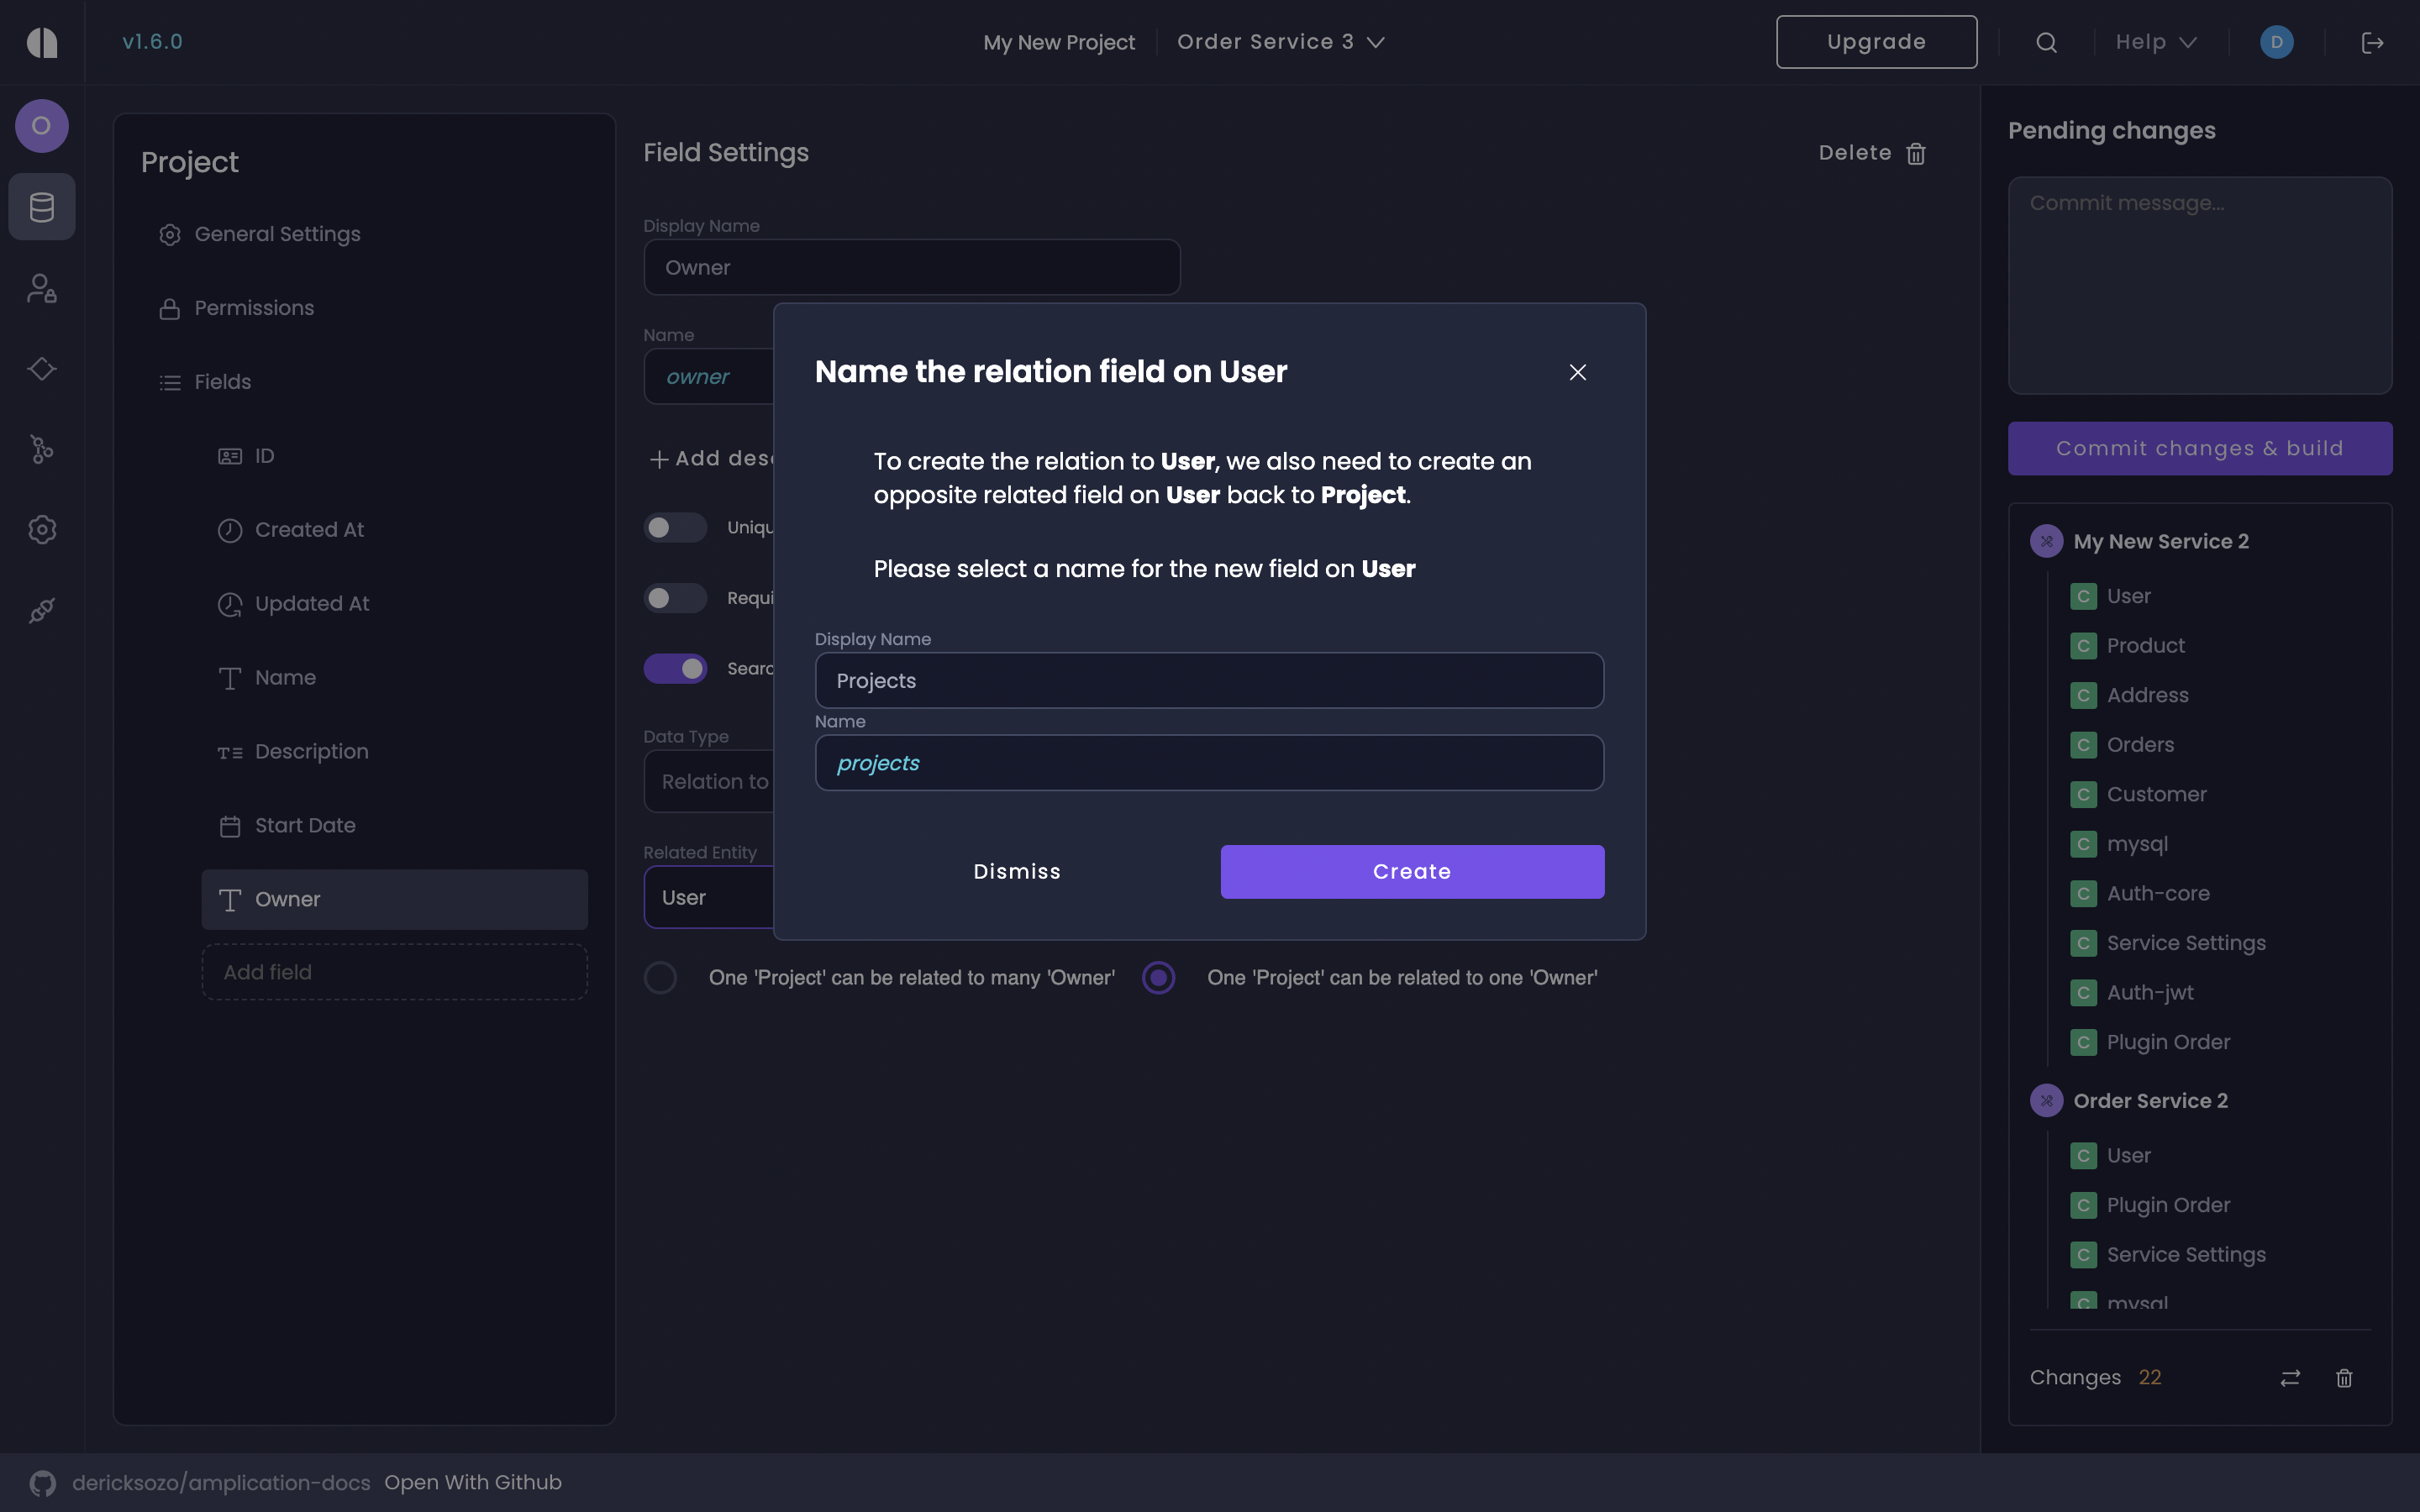 v1.6.0
My New Project
Order Service 3
Upgrade
Help
D
O
Project
General Settings
Permissions
Fields
ID
Created At
Updated At
Name
Description
Start Date
Owner
Add field
Field Settings
Delete
Display Name
Owner
Name
owner
Add desc
Uniqu
Requi
Searc
Data Type
Relation to
Related Entity
User
One 'Project' can be related to many 'Owner'
One 'Project' can be related to one 'Owner'
Name the relation field on User
To create the relation to User, we also need to create an
opposite related field on User back to Project.
Please select a name for the new field on User
Display Name
Projects
Name
projects
Dismiss
Create
Pending changes
Commit message...
Commit changes & build
My New Service 2
C User
C Product
C Address
C Orders
C Customer
C mysql
C Auth-core
C Service Settings
C Auth-jwt
C Plugin Order
Order Service 2
C User
C Plugin Order
C Service Settings
C mysql
Changes 22
dericksozo/amplication-docs Open With Github